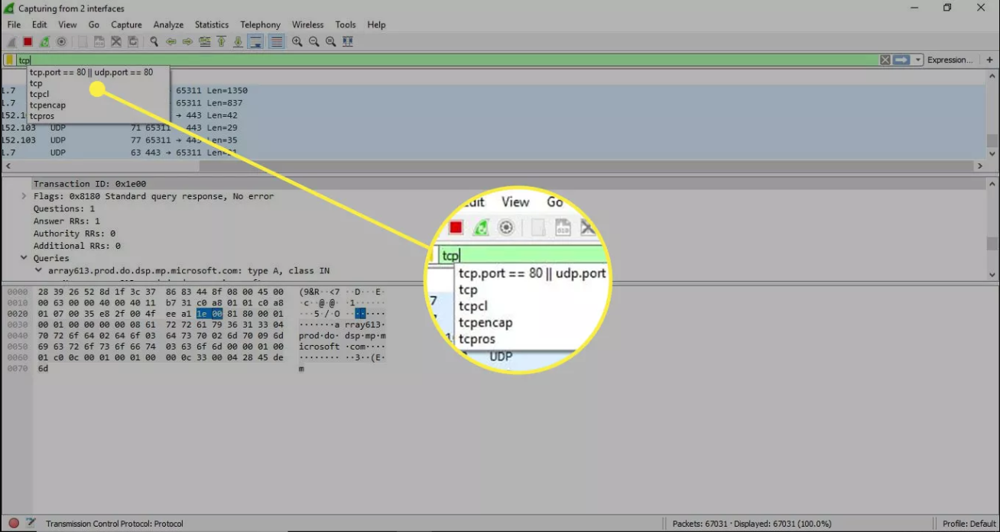 Capturing from 2 interfaces
File Edit View Go Capture Analyze Statistics Telephony Wireless Tools Help
tcp Expression... +
tcp.port == 80 || udp.port == 80
tcp
tcpcl
tcpencap
tcpros
1.7 65311 Len=1350
1.7 65311 Len=837
152.1 → 443 Len=42
152.103 UDP 71 65311 443 Len=29
152.103 UDP 77 65311 → 443 Len=35
1.7 UDP 63 443 → 65311 Len=21
Transaction ID: 0x1e00
Flags: 0x8180 Standard query response, No error
Questions: 1
Answer RRs: 1
Authority RRs: 0
Additional RRs: 0
Queries
array613.prod.do.dsp.mp.microsoft.com: type A, class IN
0000 28 39 26 52 8d 1f 3c 37 86 83 44 8f 08 00 45 00 (9&R··<7 ··D···E·
0010 00 63 00 00 40 00 40 11 b7 31 c0 a8 01 01 c0 a8 ·c··@·@· ·1······
0020 01 07 00 35 e8 2f 00 4f ee a1 1e 00 81 80 00 01 ···5·/·O ········
0030 00 01 00 00 00 00 08 61 72 72 61 79 36 31 33 04 ·······a rray613·
0040 70 72 6f 64 02 64 6f 03 64 73 70 02 6d 70 09 6d prod·do· dsp·mp·m
0050 69 63 72 6f 73 6f 66 74 03 63 6f 6d 00 00 01 00 icrosoft ·com····
0060 01 c0 0c 00 01 00 01 00 00 0c 33 00 04 28 45 de ········ ··3··(E·
0070 6d m
View Go
tcp
tcp.port == 80 || udp.port
tcp
tcpcl
tcpencap
tcpros
UDP
Transmission Control Protocol: Protocol Packets: 67031 · Displayed: 67031 (100.0%) Profile: Default